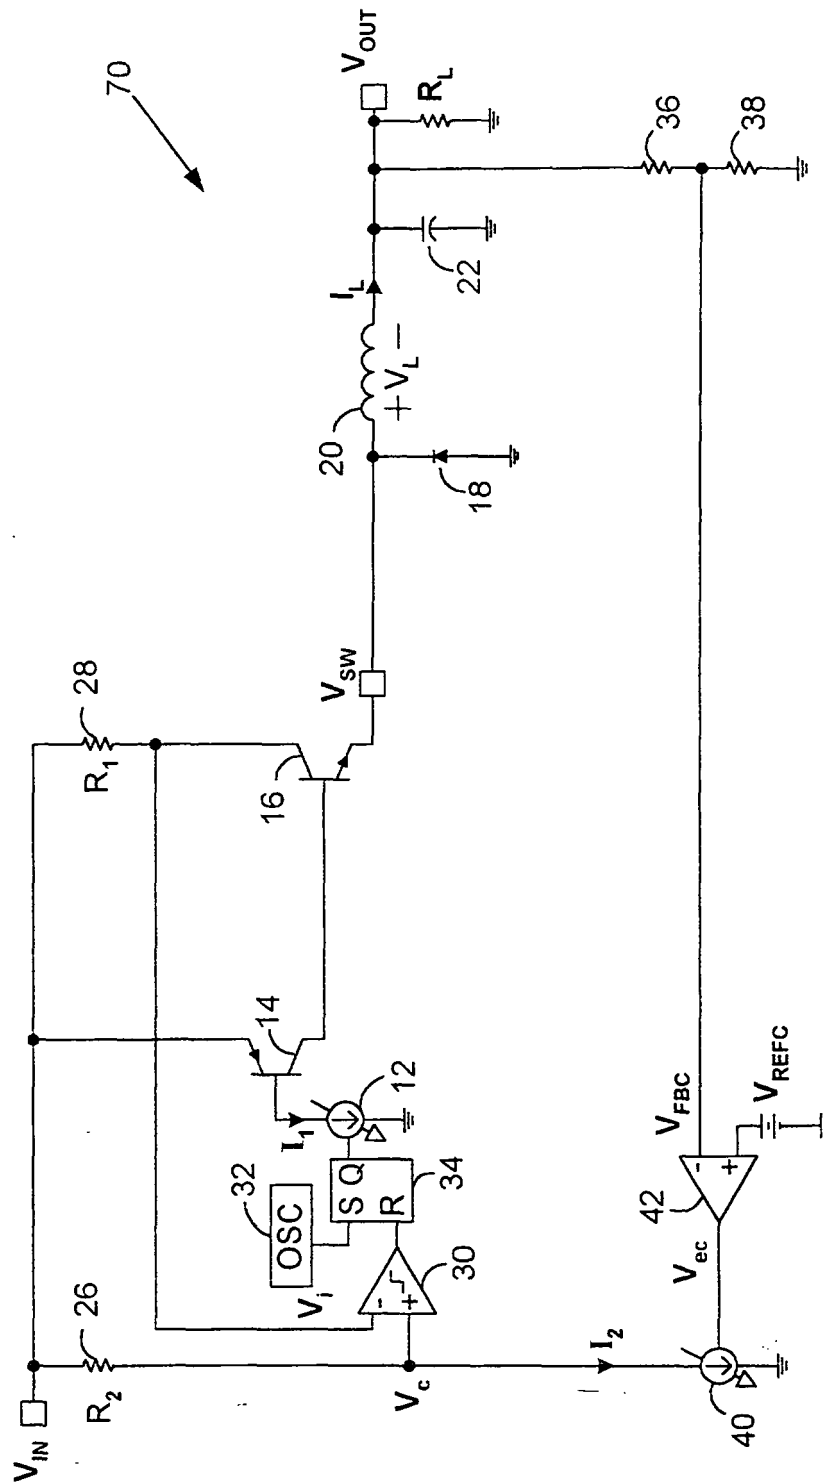 70
V_IN
R_2
26
V_c
V_i
OSC
32
S Q
R
34
30
I_1
12
14
16
R_1
28
V_SW
18
20
+ V_L −
I_L
22
V_OUT
R_L
36
38
V_FBC
V_REFC
- +
42
V_ec
I_2
40
- +